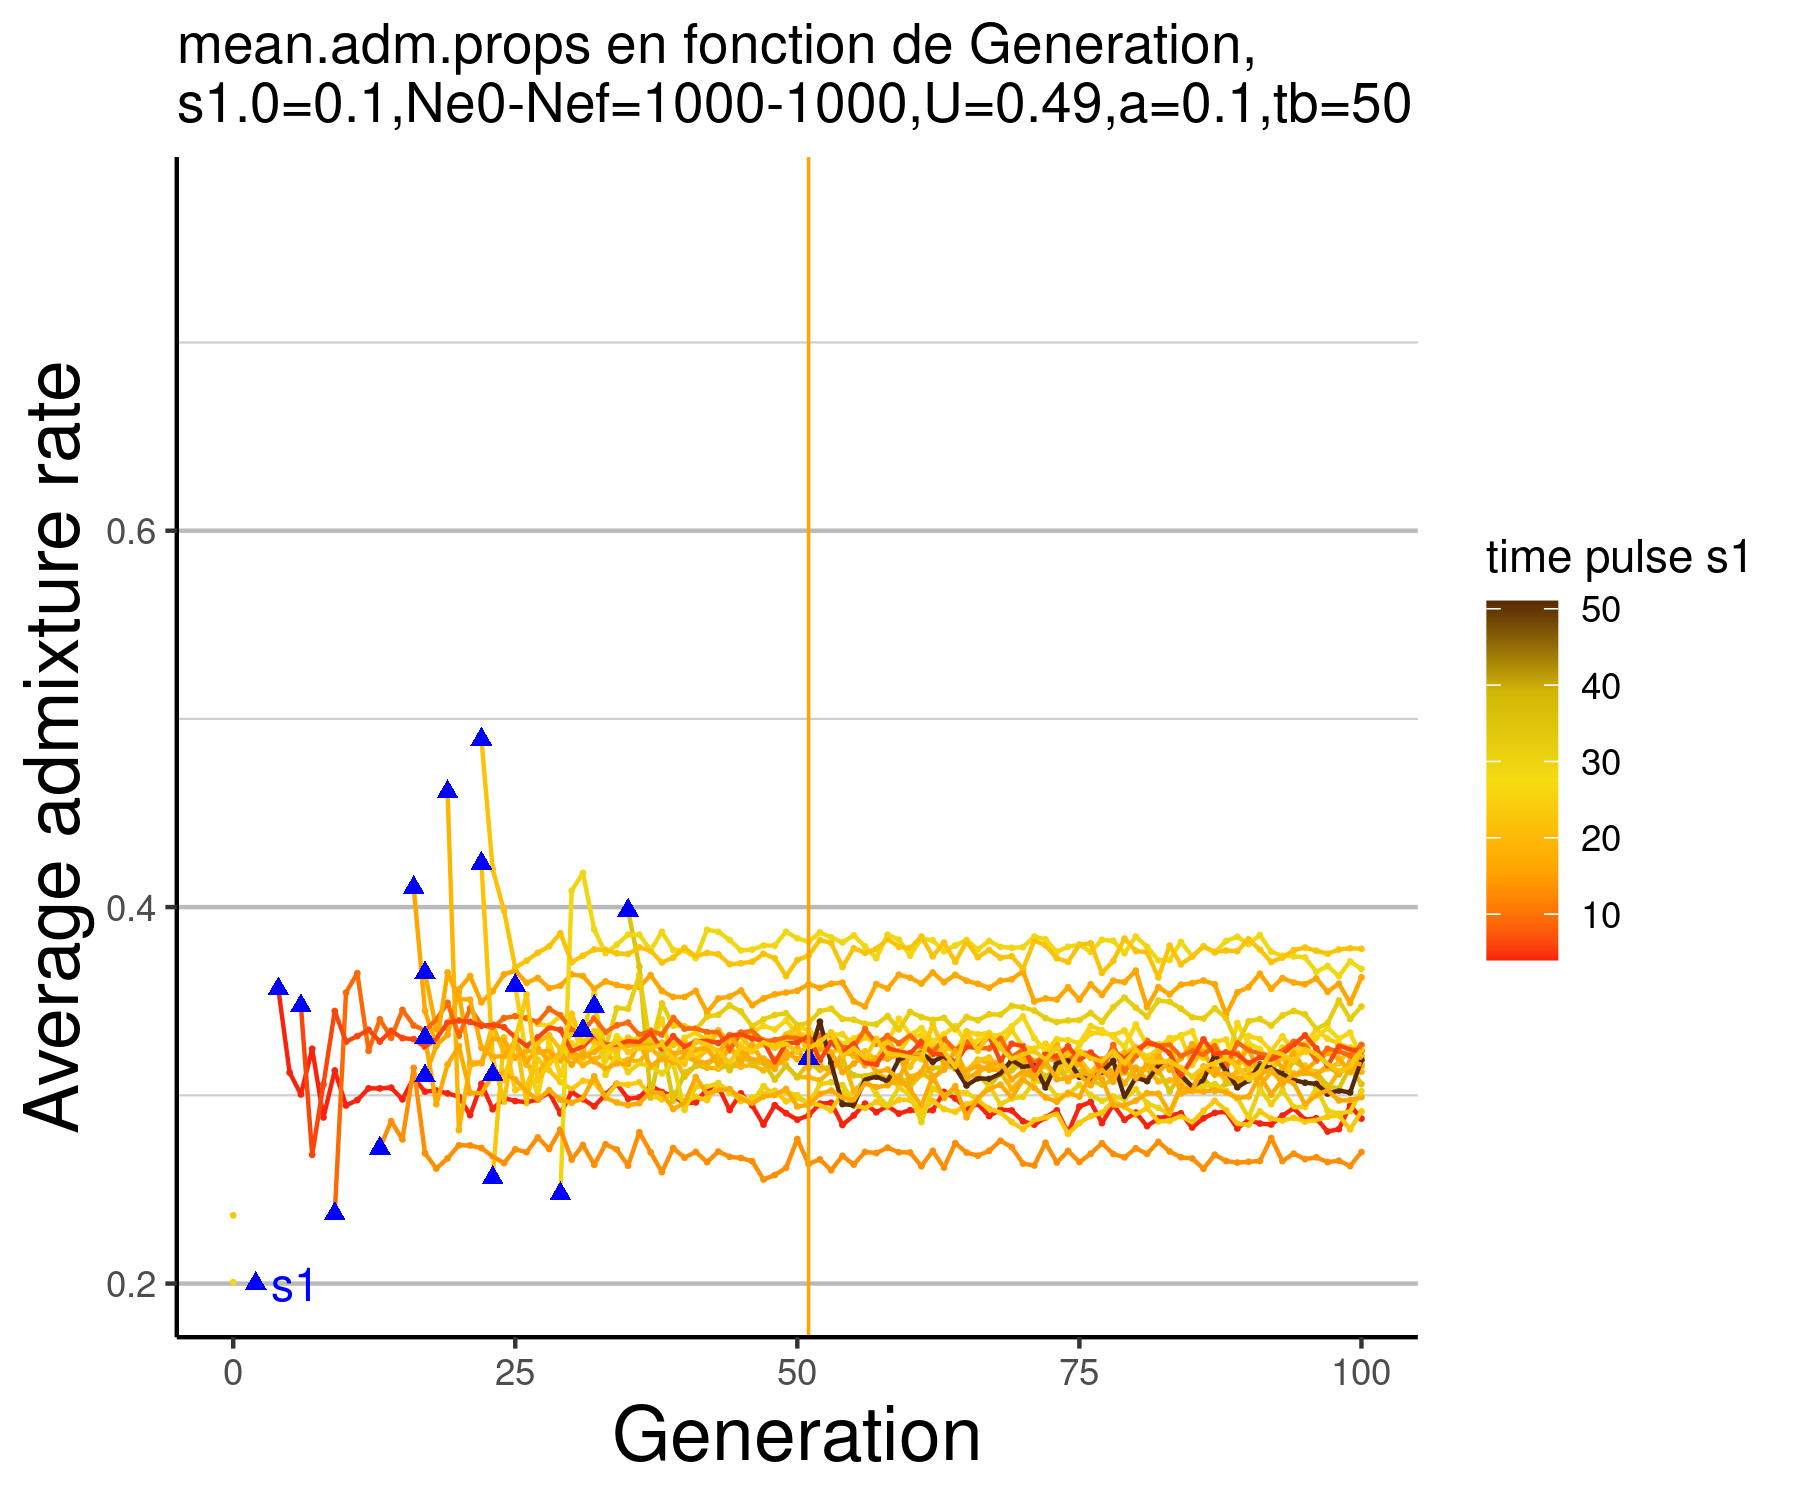 mean.adm.props en fonction de Generation,
s1.0=0.1,Ne0-Nef=1000-1000,U=0.49,a=0.1,tb=50
Average admixture rate
0.6
0.4
0.2
s1
0 25 50 75 100
Generation
time pulse s1
50
40
30
20
10